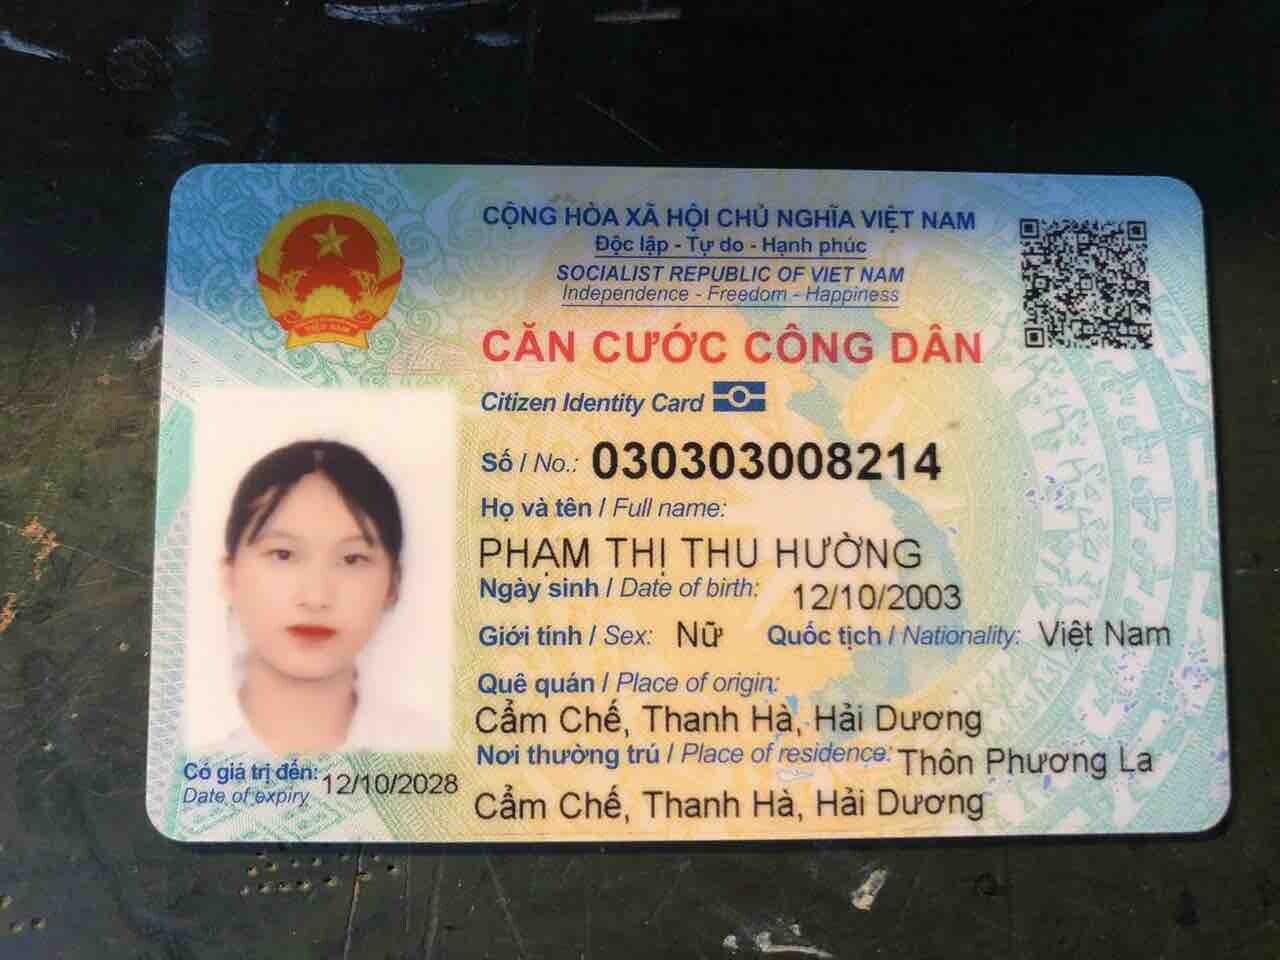 CỘNG HÒA XÃ HỘI CHỦ NGHĨA VIỆT NAM
Độc lập - Tự do - Hạnh phúc
SOCIALIST REPUBLIC OF VIET NAM
Independence - Freedom - Happiness
CĂN CƯỚC CÔNG DÂN
Citizen Identity Card
Số / No.: 030303008214
Họ và tên / Full name:
PHẠM THỊ THU HƯỜNG
Ngày sinh / Date of birth: 12/10/2003
Giới tính / Sex: Nữ Quốc tịch / Nationality: Việt Nam
Quê quán / Place of origin:
Cẩm Chế, Thanh Hà, Hải Dương
Nơi thường trú / Place of residence: Thôn Phương La
Cẩm Chế, Thanh Hà, Hải Dương
Có giá trị đến: 12/10/2028
Date of expiry
VIỆT NAM